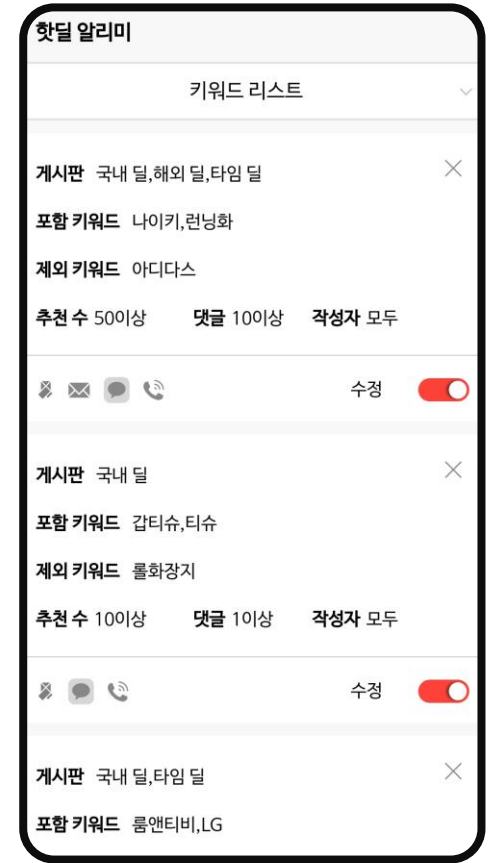 핫딜 알리미
키워드 리스트
게시판 국내 딜,해외 딜,타임 딜
포함 키워드 나이키,런닝화
제외 키워드 아디다스
추천 수 50이상 댓글 10이상 작성자 모두
수정
게시판 국내 딜
포함 키워드 갑티슈,티슈
제외 키워드 롤화장지
추천 수 10이상 댓글 1이상 작성자 모두
수정
게시판 국내 딜,타임 딜
포함 키워드 룸앤티비,LG